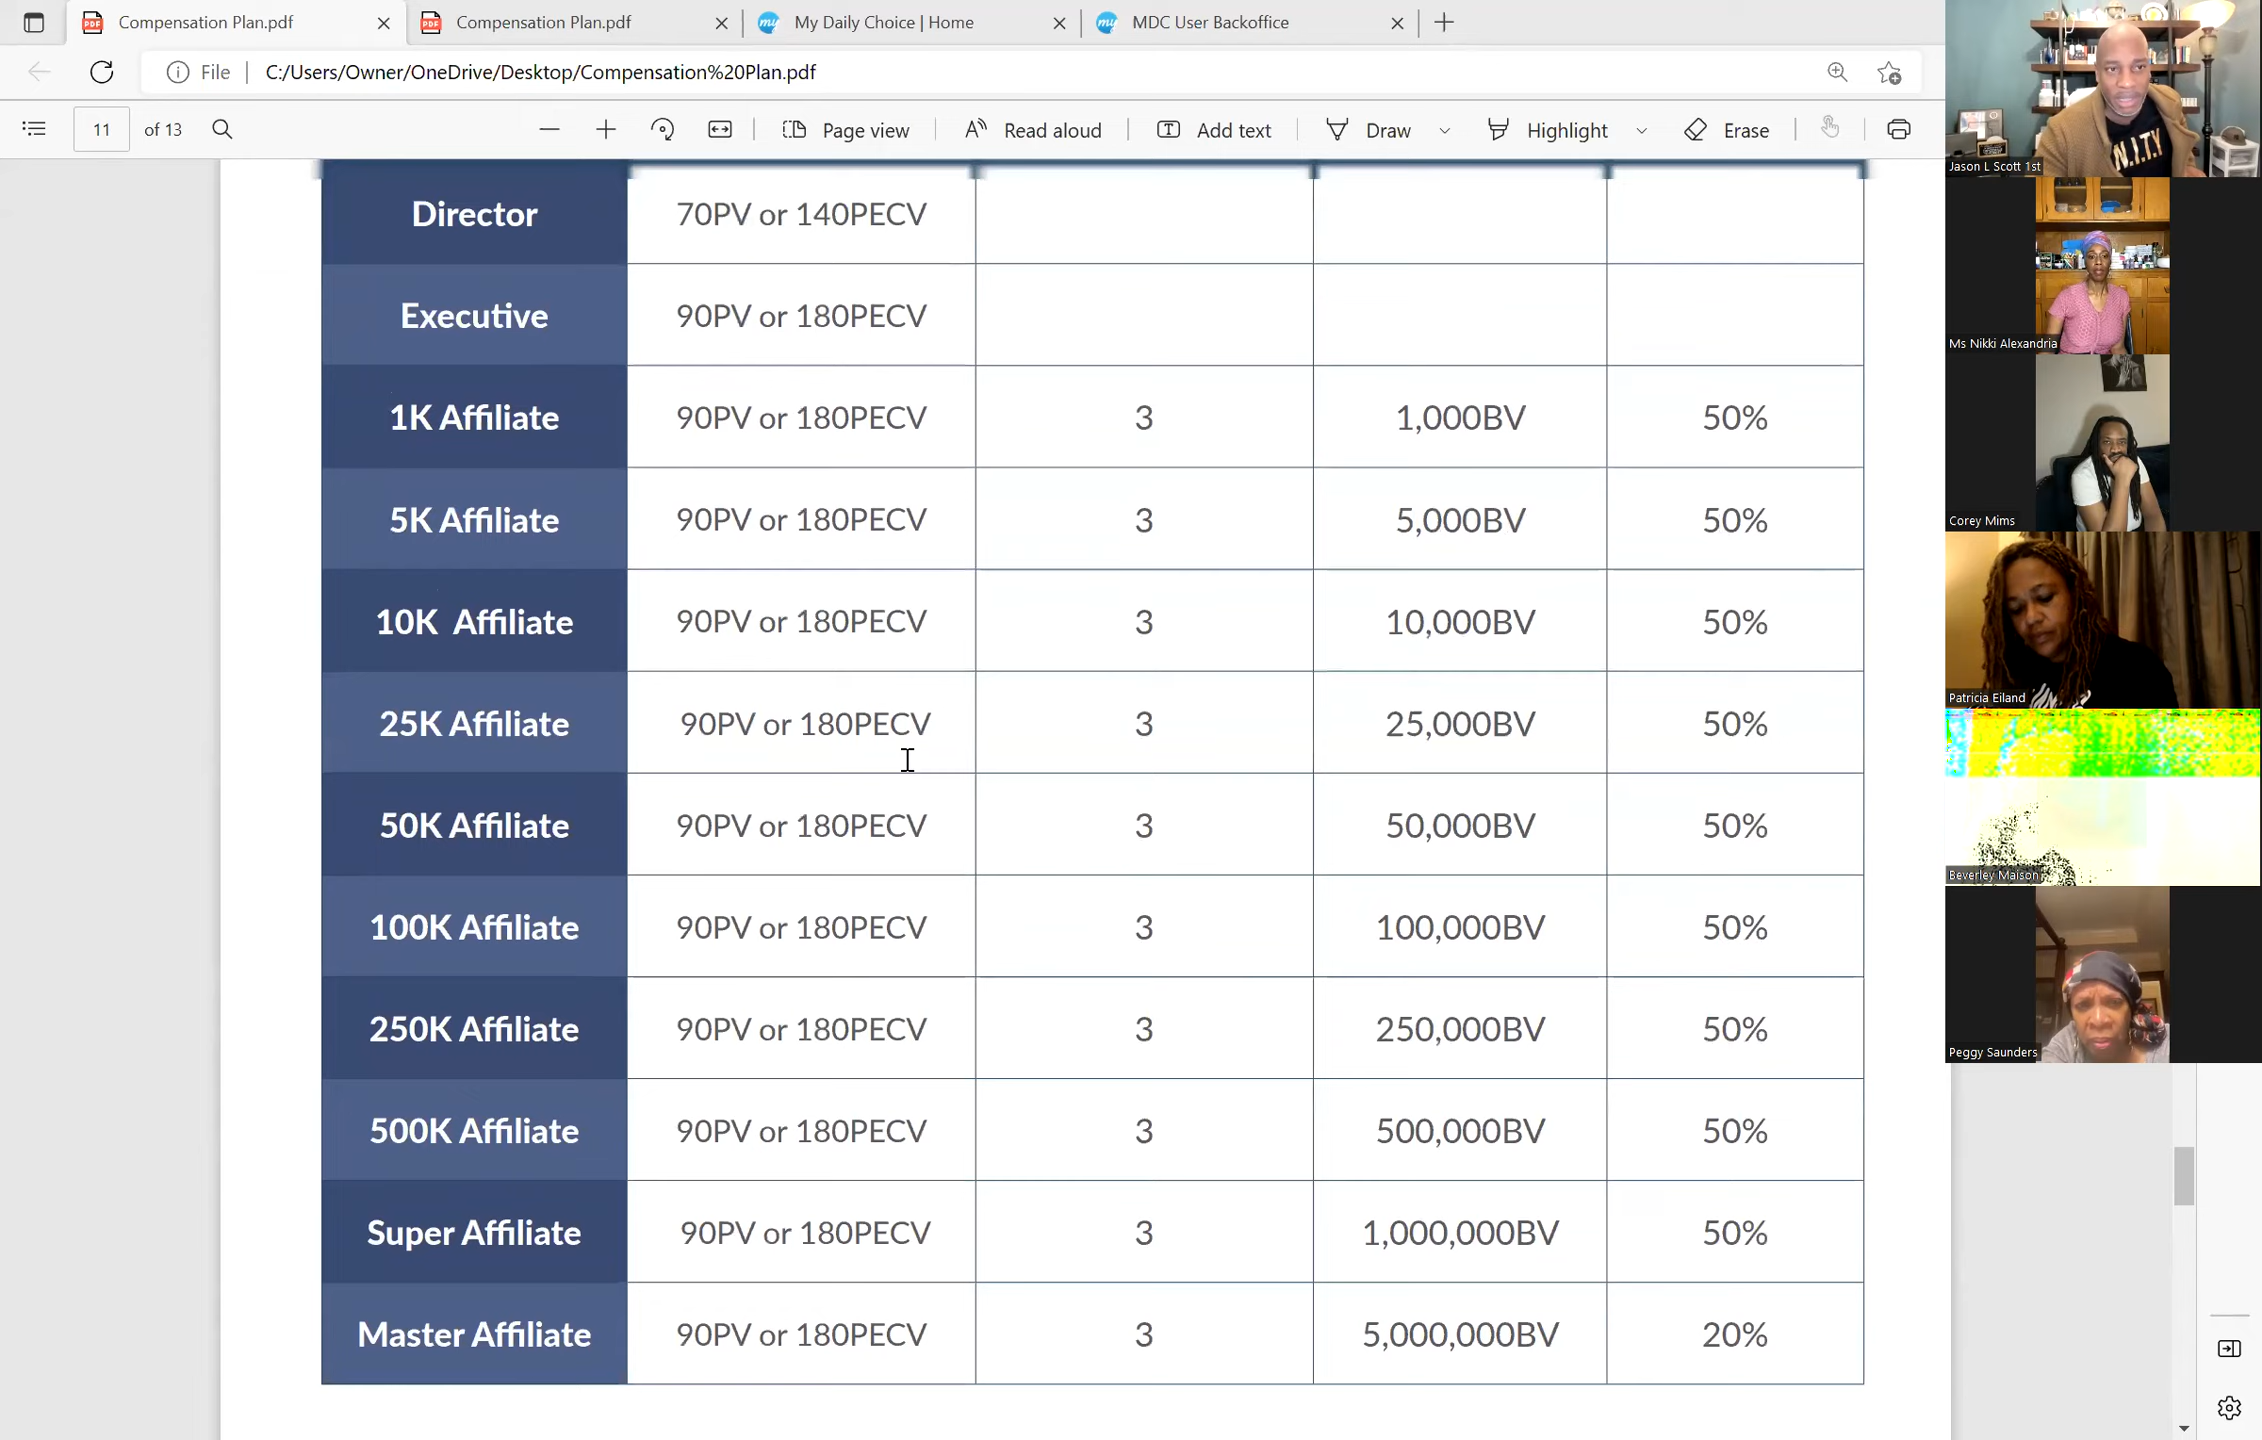 Compensation Plan.pdf
Compensation Plan.pdf
My Daily Choice | Home
MDC User Backoffice
File
C:/Users/Owner/OneDrive/Desktop/Compensation%20Plan.pdf
11 of 13
Page view
Read aloud
Add text
Draw
Highlight
Erase
Director 70PV or 140PECV
Executive 90PV or 180PECV
1K Affiliate 90PV or 180PECV 3 1,000BV 50%
5K Affiliate 90PV or 180PECV 3 5,000BV 50%
10K Affiliate 90PV or 180PECV 3 10,000BV 50%
25K Affiliate 90PV or 180PECV 3 25,000BV 50%
50K Affiliate 90PV or 180PECV 3 50,000BV 50%
100K Affiliate 90PV or 180PECV 3 100,000BV 50%
250K Affiliate 90PV or 180PECV 3 250,000BV 50%
500K Affiliate 90PV or 180PECV 3 500,000BV 50%
Super Affiliate 90PV or 180PECV 3 1,000,000BV 50%
Master Affiliate 90PV or 180PECV 3 5,000,000BV 20%
.N.I.T.Y
Jason L Scott 1st
Ms Nikki Alexandria
Corey Mims
Patricia Eiland
Beverley Maison
Peggy Saunders